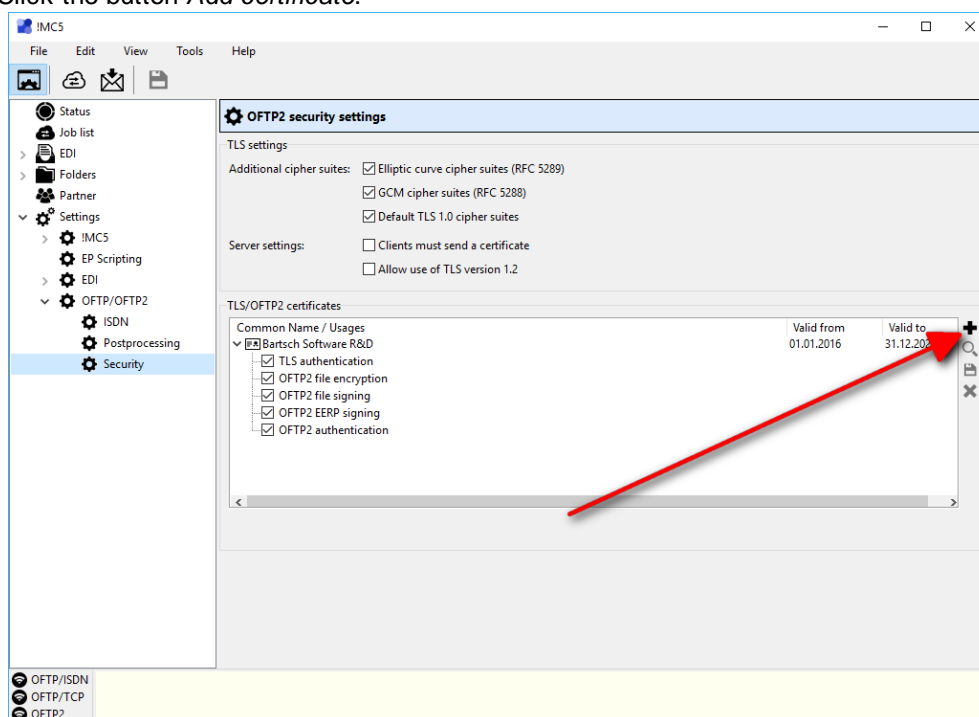 Click the button Add certificate.
!MC5
File Edit View Tools Help
Status
Job list
EDI
Folders
Partner
Settings
!MC5
EP Scripting
EDI
OFTP/OFTP2
ISDN
Postprocessing
Security
OFTP2 security settings
TLS settings
Additional cipher suites: Elliptic curve cipher suites (RFC 5289)
GCM cipher suites (RFC 5288)
Default TLS 1.0 cipher suites
Server settings: Clients must send a certificate
Allow use of TLS version 1.2
TLS/OFTP2 certificates
Common Name / Usages Valid from Valid to
Bartsch Software R&D 01.01.2016
TLS authentication
OFTP2 file encryption
OFTP2 file signing
OFTP2 EERP signing
OFTP2 authentication
OFTP/ISDN
OFTP/TCP
OFTP2